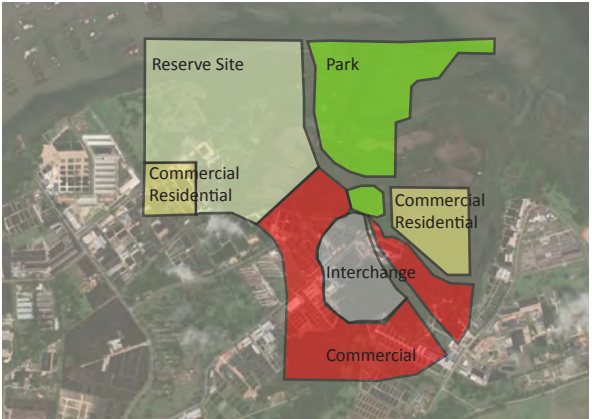 Reserve Site
Park
Commercial
Residential
Commercial
Residential
Interchange
Commercial